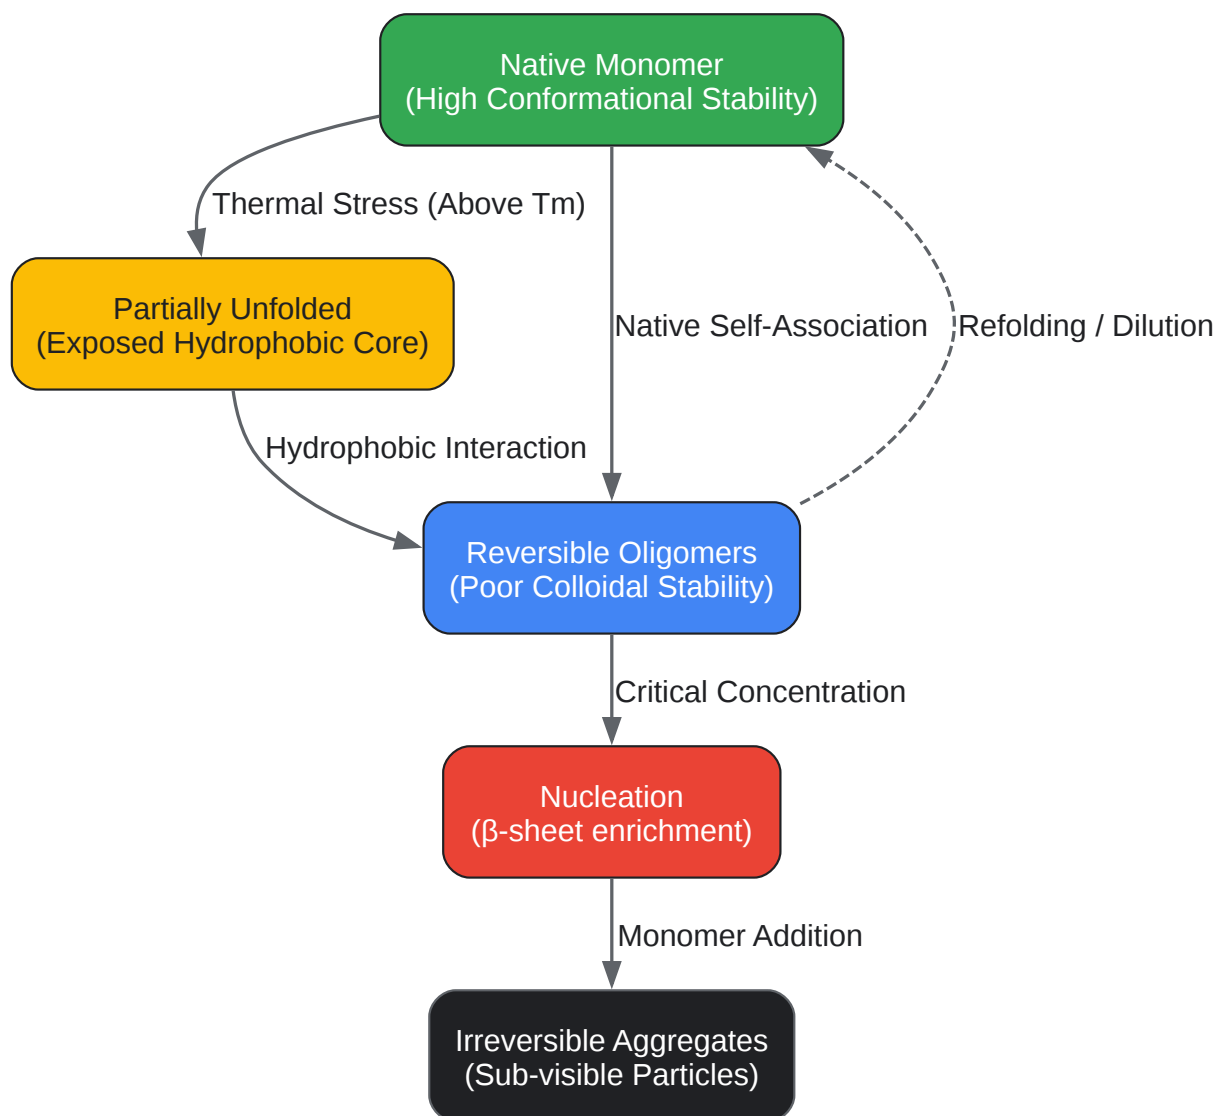 Native Monomer
(High Conformational Stability)
Thermal Stress (Above Tm)
Partially Unfolded
(Exposed Hydrophobic Core)
Native Self-Association
Refolding / Dilution
Hydrophobic Interaction
Reversible Oligomers
(Poor Colloidal Stability)
Critical Concentration
Nucleation
(β-sheet enrichment)
Monomer Addition
Irreversible Aggregates
(Sub-visible Particles)